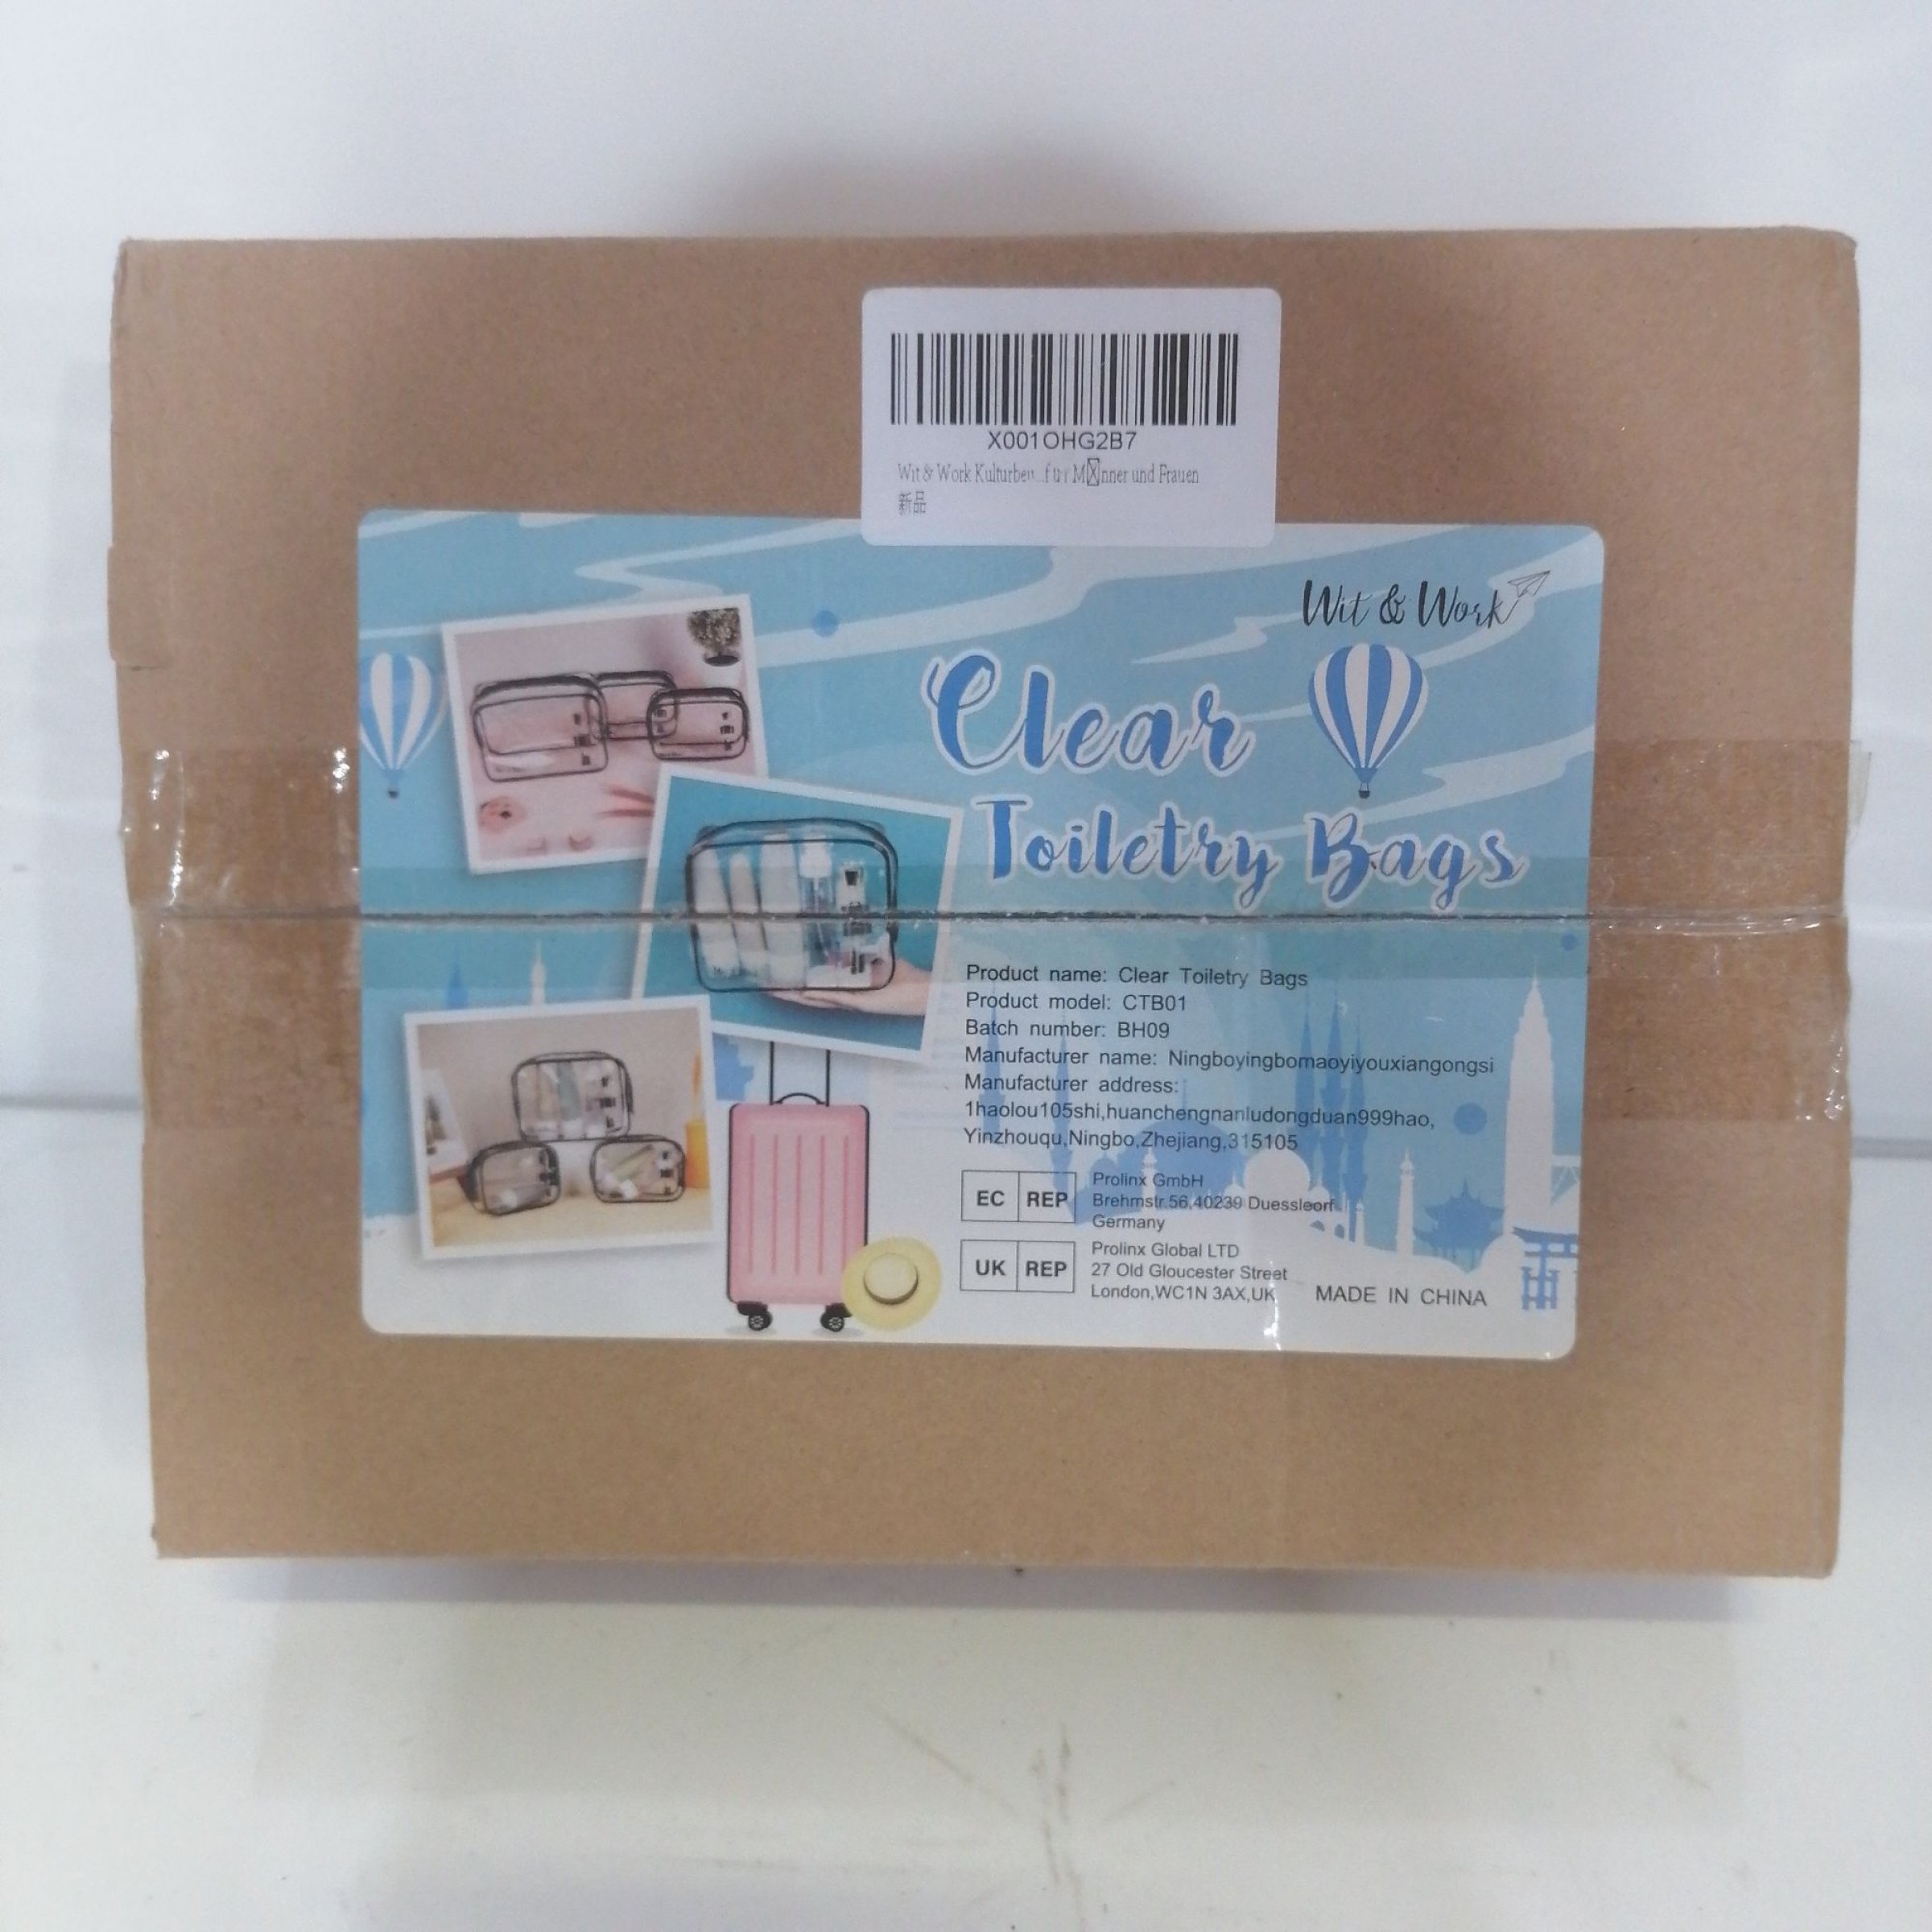 X001OHG2B7
Wit & Work Kulturbeu...für M☒nner und Frauen
新品
Wit & Work
Clear
Toiletry Bags
Product name: Clear Toiletry Bags
Product model: CTB01
Batch number: BH09
Manufacturer name: Ningboyingbomaoyiyouxiangongsi
Manufacturer address:
1haolou105shi,huanchengnanludongduan999hao,
Yinzhouqu,Ningbo,Zhejiang,315105
EC REP
Prolinx GmbH
Brehmstr.56,40239 Duessleorf
Germany
UK REP
Prolinx Global LTD
27 Old Gloucester Street
London,WC1N 3AX,UK
MADE IN CHINA